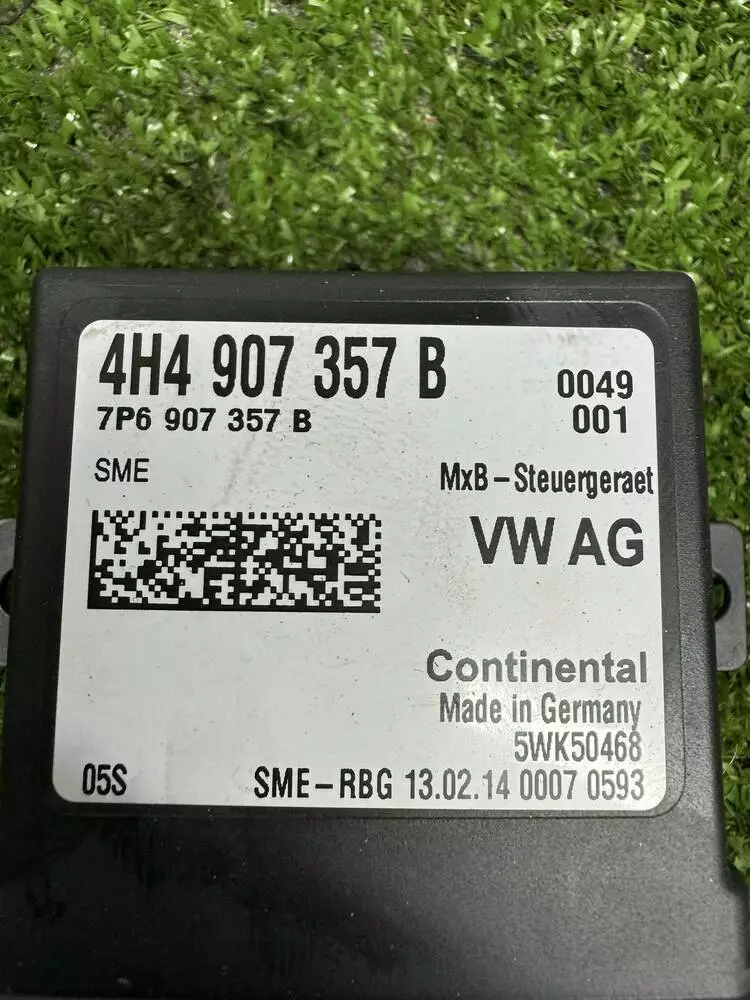 4H4 907 357 B
0049
7P6 907 357 B
001
SME
MxB-Steuergeraet
VW AG
Continental
Made in Germany
5WK50468
05S
SME-RBG 13.02.14 0007 0593